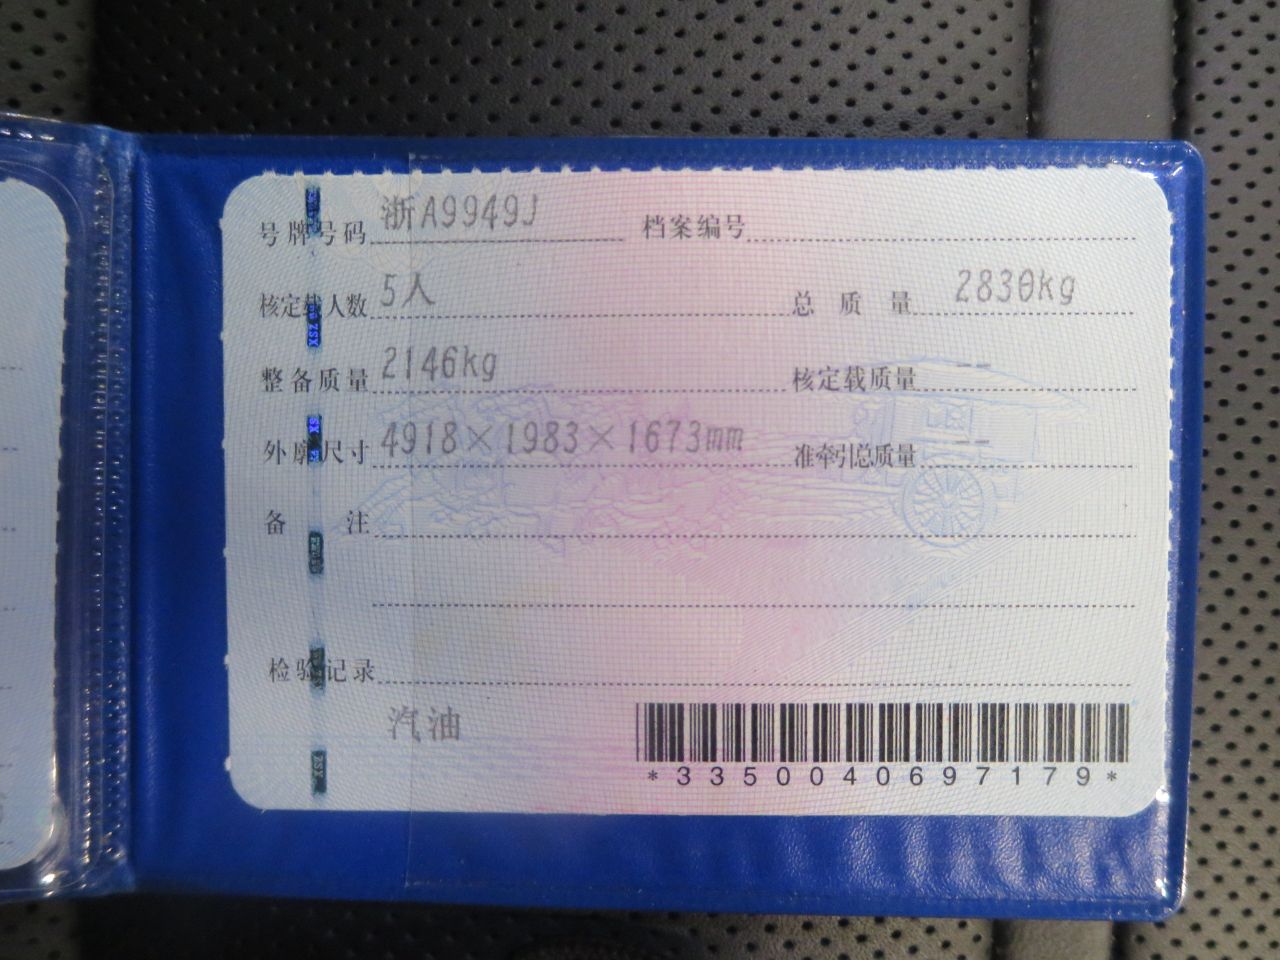 号牌号码 浙A9949J 档案编号
核定载人数 5人 总质量 2830kg
整备质量 2146kg 核定载质量 --
外廓尺寸 4918×1983×1673mm 准牵引总质量 --
备注
检验记录
汽油
*3350040697179*